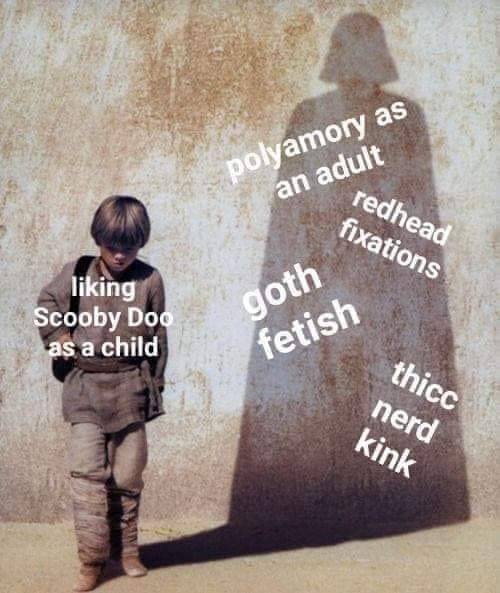 polyamory as
an adult
redhead
fixations
liking
Scooby Doo
as a child
goth
fetish
thicc
nerd
kink